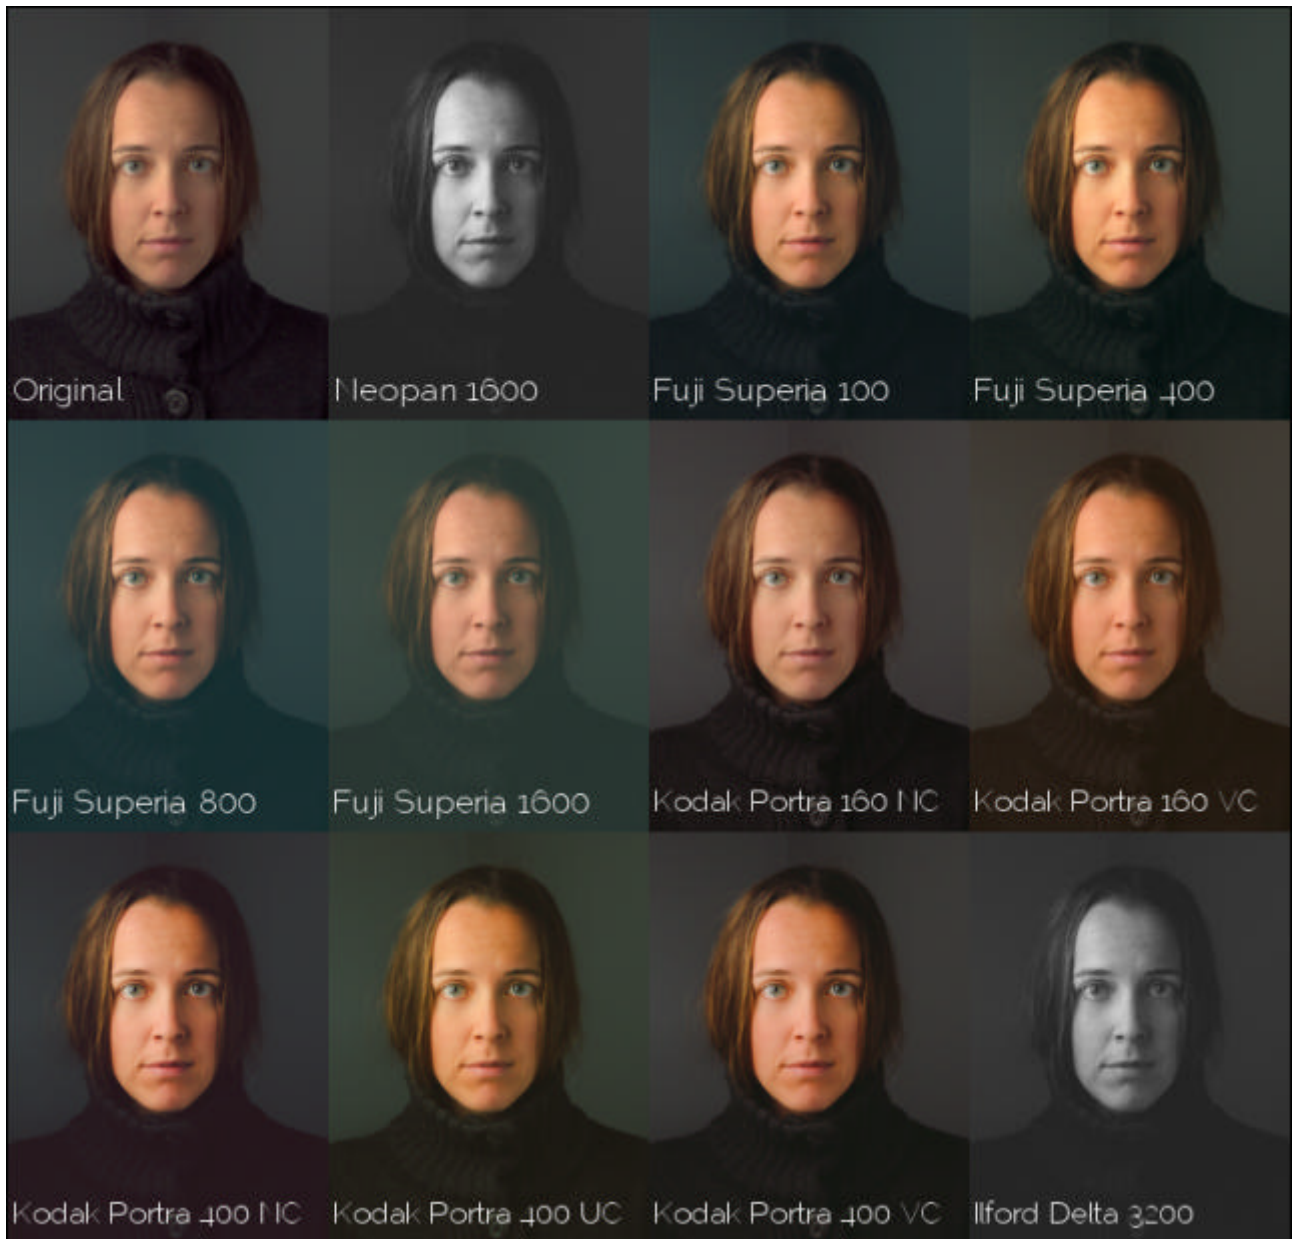 Original
Neopan 1600
Fuji Superia 100
Fuji Superia 400
Fuji Superia 800
Fuji Superia 1600
Kodak Portra 160 NC
Kodak Portra 160 VC
Kodak Portra 400 NC
Kodak Portra 400 UC
Kodak Portra 400 VC
Ilford Delta 3200